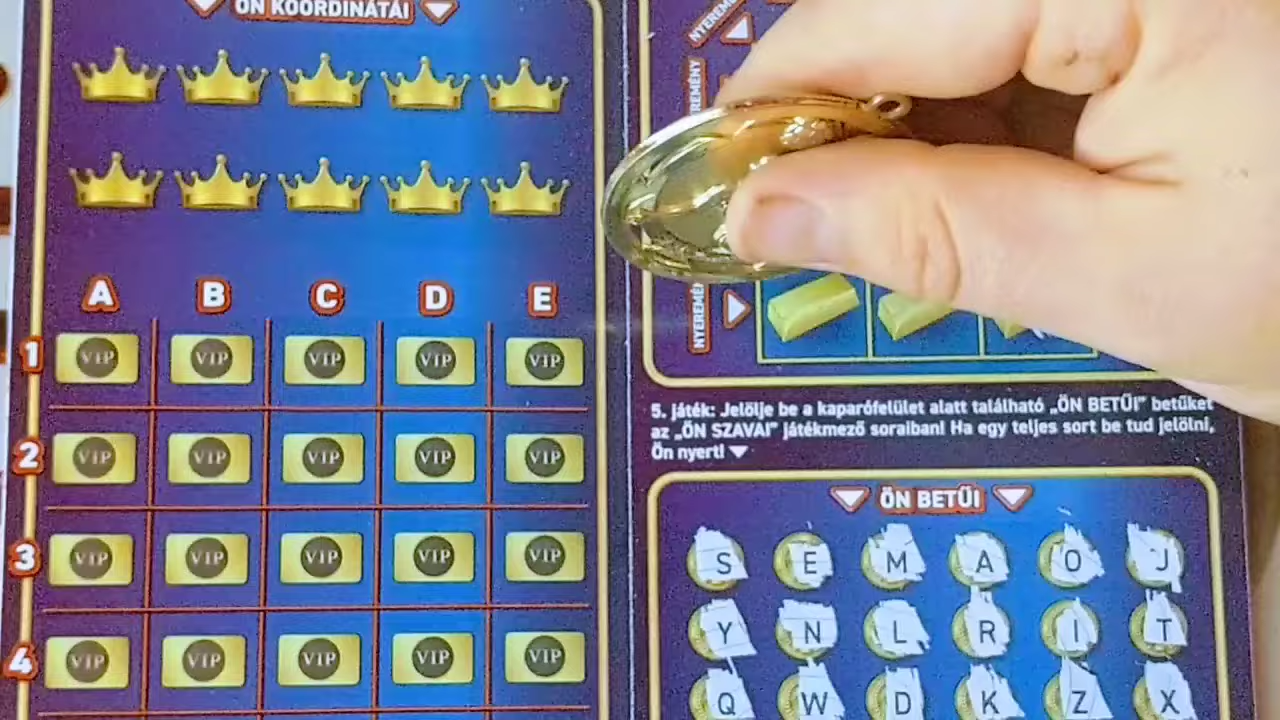 ÖN KOORDINÁTÁI
A B C D E
1 VIP VIP VIP VIP VIP
2 VIP VIP VIP VIP VIP
3 VIP VIP VIP VIP VIP
4 VIP VIP VIP VIP VIP
5. játék: Jelölje be a kaparófelület alatt található „ÖN BETŰI" betűket
az „ÖN SZAVAI" játékmező soraiban! Ha egy teljes sort be tud jelölni,
Ön nyert!
ÖN BETŰI
S E M A O J
Y N L R I T
Q W D K Z X